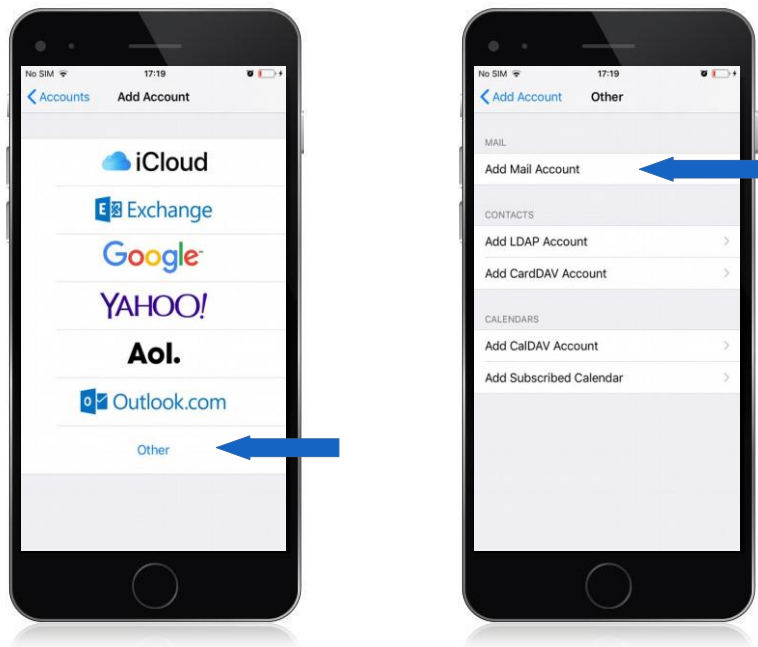 No SIM 17:19
Accounts Add Account
iCloud
E Exchange
Google
YAHOO!
Aol.
o Outlook.com
Other
No SIM 17:19
Add Account Other
MAIL
Add Mail Account
CONTACTS
Add LDAP Account
Add CardDAV Account
CALENDARS
Add CalDAV Account
Add Subscribed Calendar